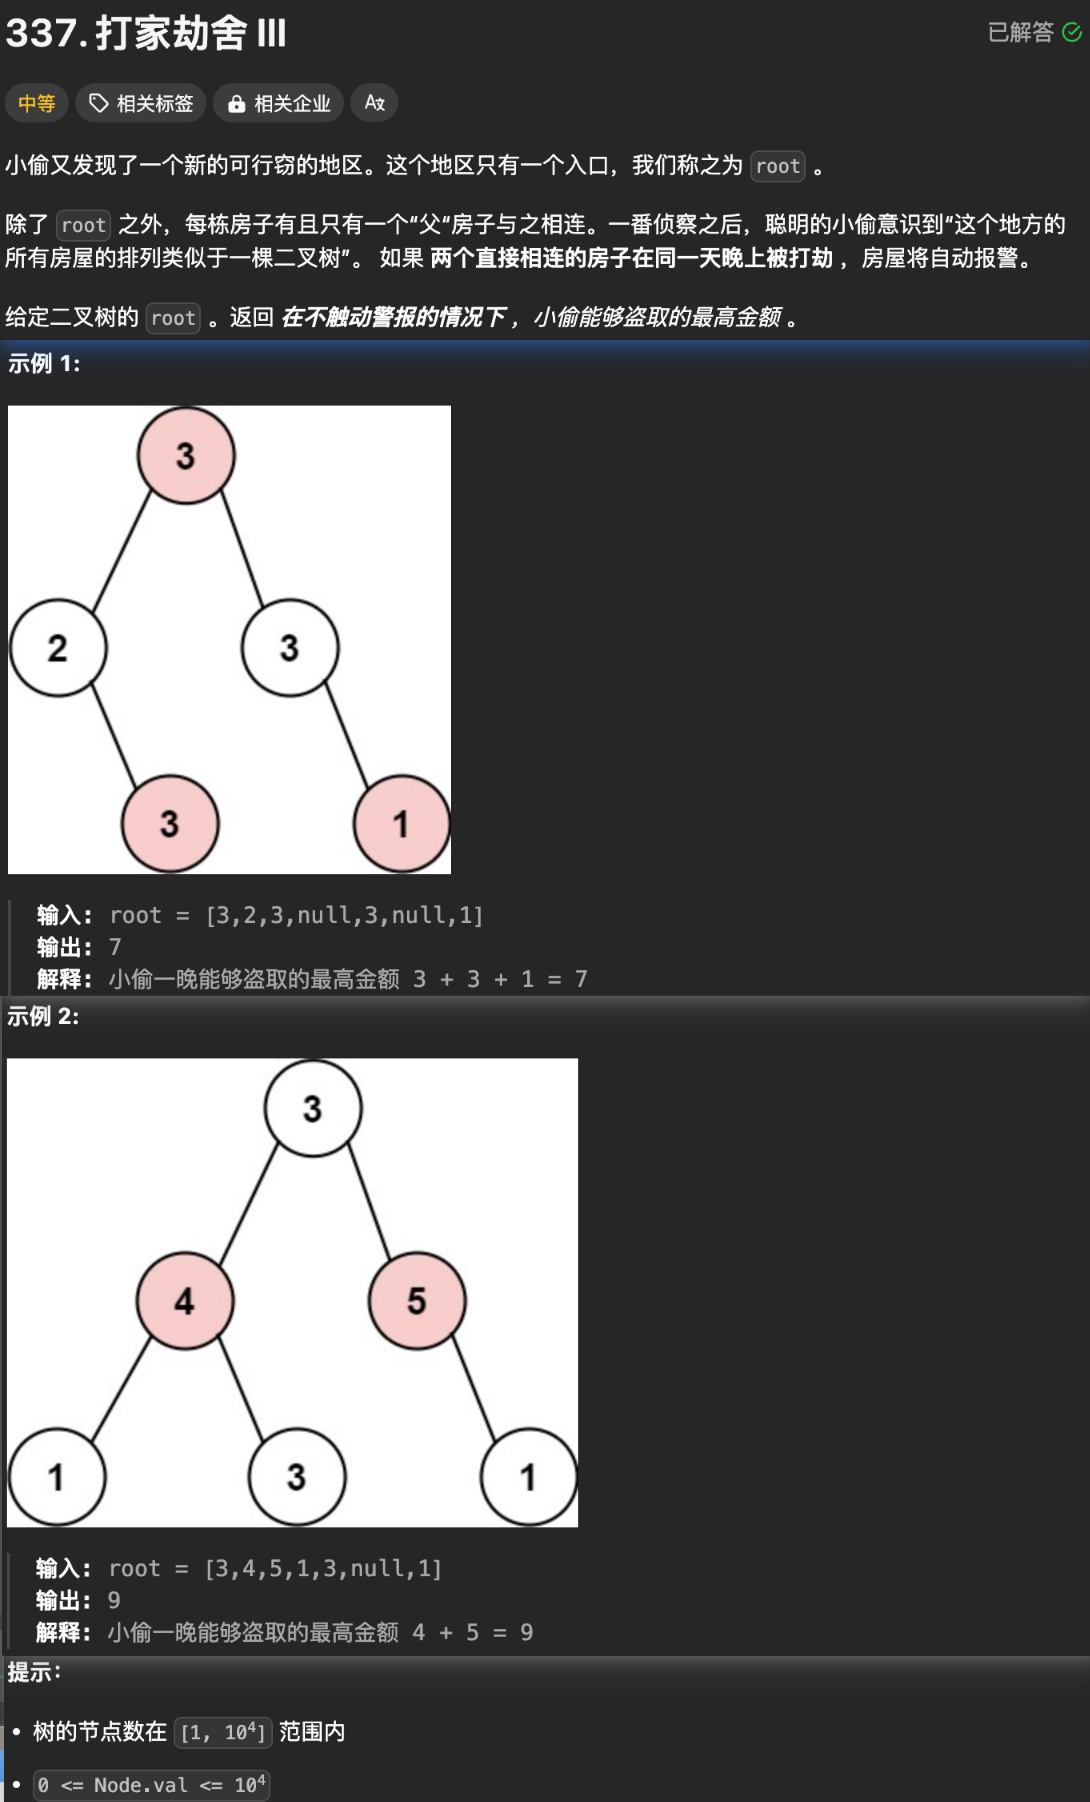 337. 打家劫舍 III
已解答
中等 相关标签 相关企业
小偷又发现了一个新的可行窃的地区。这个地区只有一个入口，我们称之为 root 。
除了 root 之外，每栋房子有且只有一个“父“房子与之相连。一番侦察之后，聪明的小偷意识到“这个地方的
所有房屋的排列类似于一棵二叉树”。 如果 两个直接相连的房子在同一天晚上被打劫 ，房屋将自动报警。
给定二叉树的 root 。返回 在不触动警报的情况下 ，小偷能够盗取的最高金额 。
示例 1:
3
2 3
3 1
输入: root = [3,2,3,null,3,null,1]
输出: 7
解释: 小偷一晚能够盗取的最高金额 3 + 3 + 1 = 7
示例 2:
3
4 5
1 3 1
输入: root = [3,4,5,1,3,null,1]
输出: 9
解释: 小偷一晚能够盗取的最高金额 4 + 5 = 9
提示：
• 树的节点数在 [1, 10⁴] 范围内
• 0 <= Node.val <= 10⁴